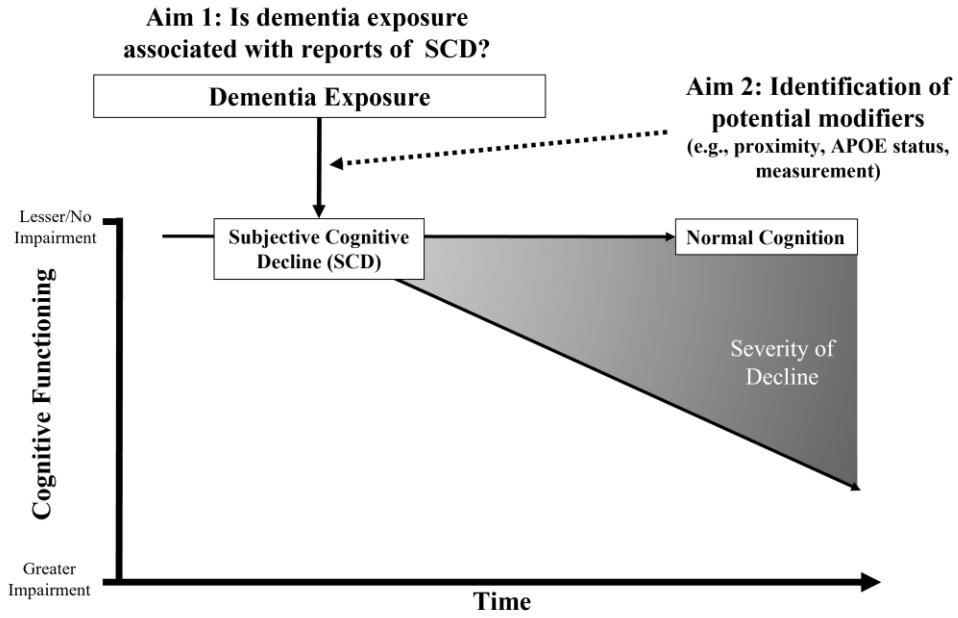 Aim 1: Is dementia exposure
associated with reports of SCD?
Dementia Exposure
Aim 2: Identification of
potential modifiers
(e.g., proximity, APOE status,
measurement)
Lesser/No
Impairment
Subjective Cognitive
Decline (SCD)
Normal Cognition
Cognitive Functioning
Severity of
Decline
Greater
Impairment
Time